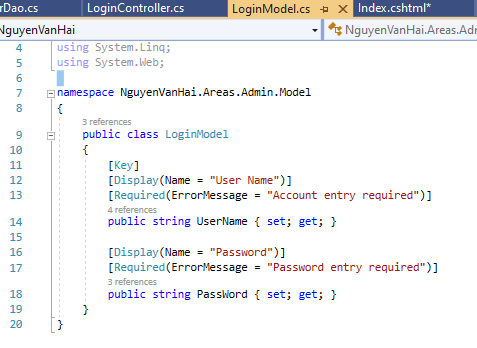 rDao.cs LoginController.cs LoginModel.cs Index.cshtml*
NguyenVanHai NguyenVanHai.Areas.Adm
4 using System.Linq;
5 using System.Web;
6
7 namespace NguyenVanHai.Areas.Admin.Model
8 {
3 references
9 public class LoginModel
10 {
11 [Key]
12 [Display(Name = "User Name")]
13 [Required(ErrorMessage = "Account entry required")]
4 references
14 public string UserName { set; get; }
15
16 [Display(Name = "Password")]
17 [Required(ErrorMessage = "Password entry required")]
3 references
18 public string PassWord { set; get; }
19 }
20 }